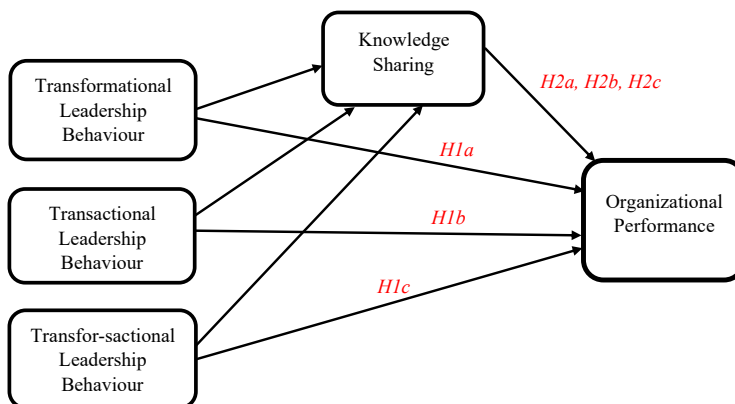 Knowledge
Sharing
H2a, H2b, H2c
Transformational
Leadership
Behaviour
H1a
Organizational
Performance
Transactional
Leadership
Behaviour
H1b
H1c
Transfor-sactional
Leadership
Behaviour